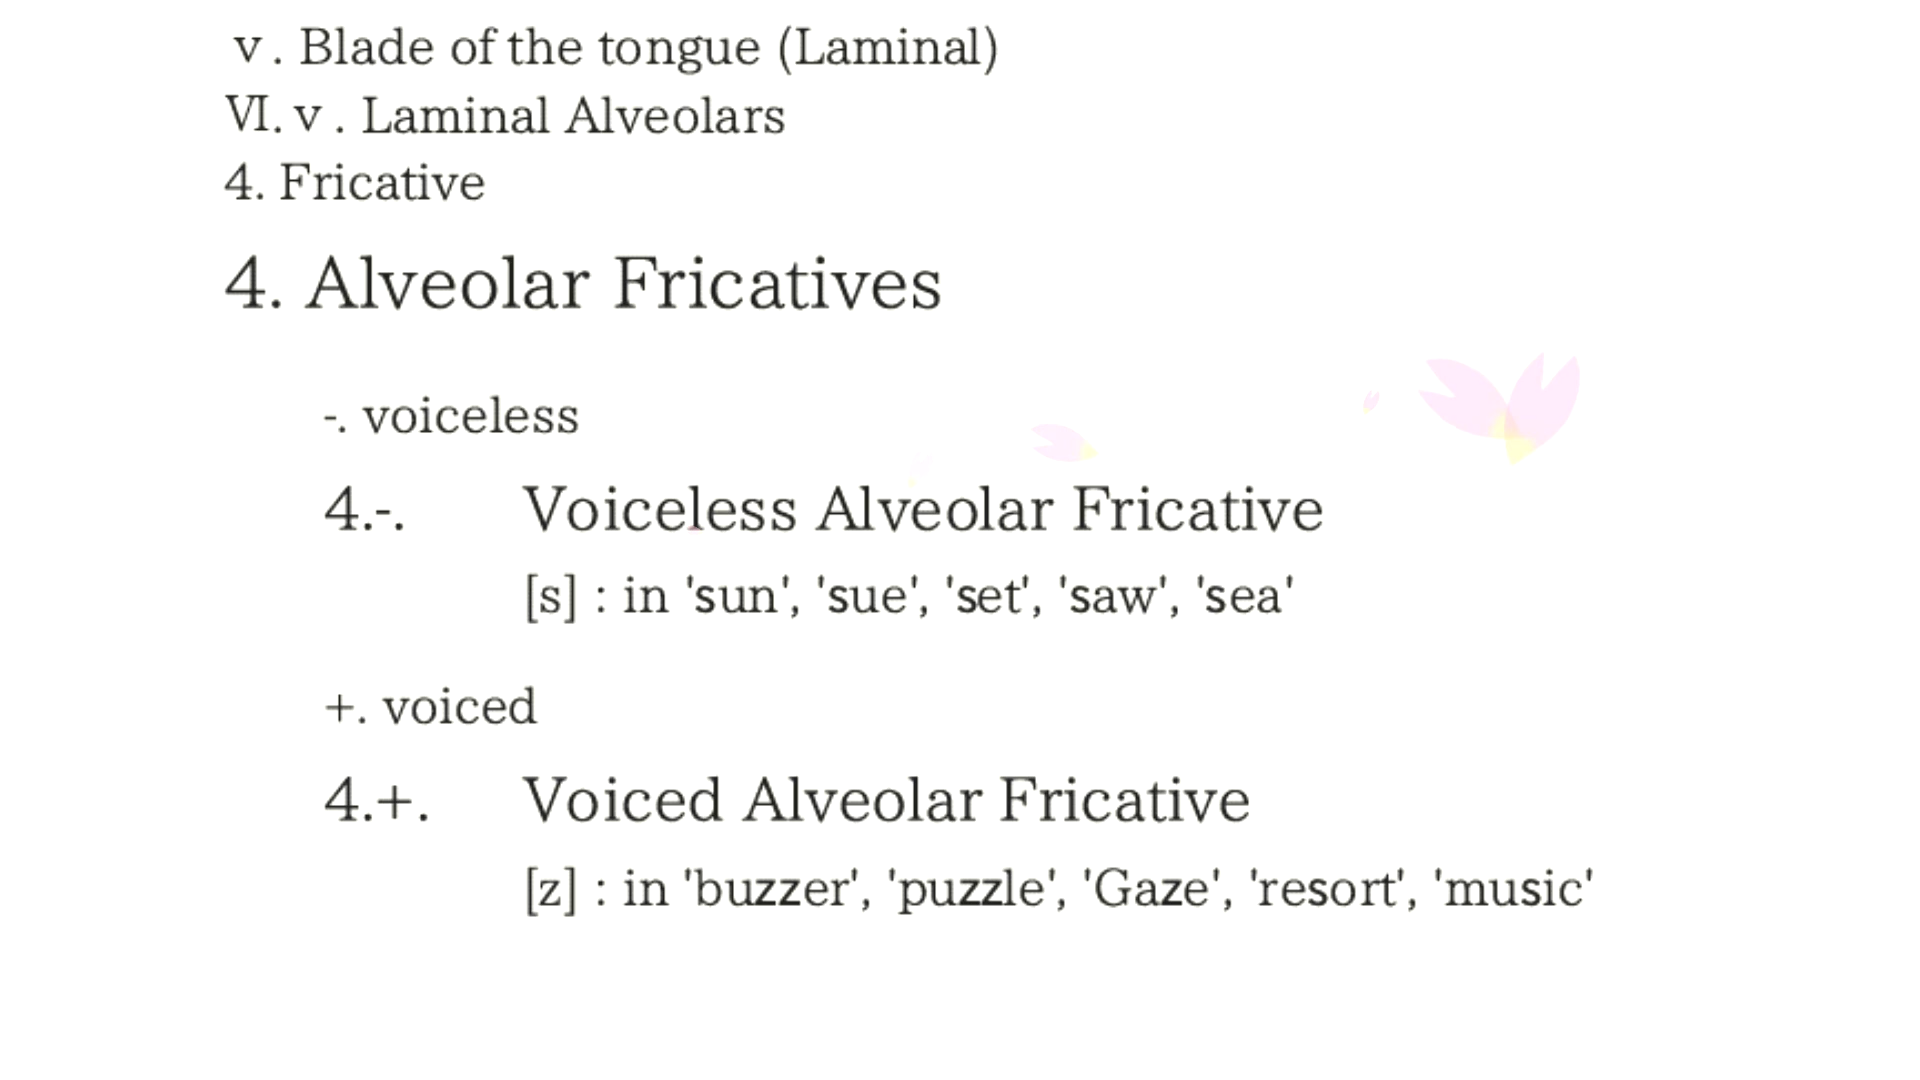 v . Blade of the tongue (Laminal)
Ⅵ. v . Laminal Alveolars
4. Fricative
4. Alveolar Fricatives
-. voiceless
4.-. Voiceless Alveolar Fricative
[s] : in 'sun', 'sue', 'set', 'saw', 'sea'
+. voiced
4.+. Voiced Alveolar Fricative
[z] : in 'buzzer', 'puzzle', 'Gaze', 'resort', 'music'